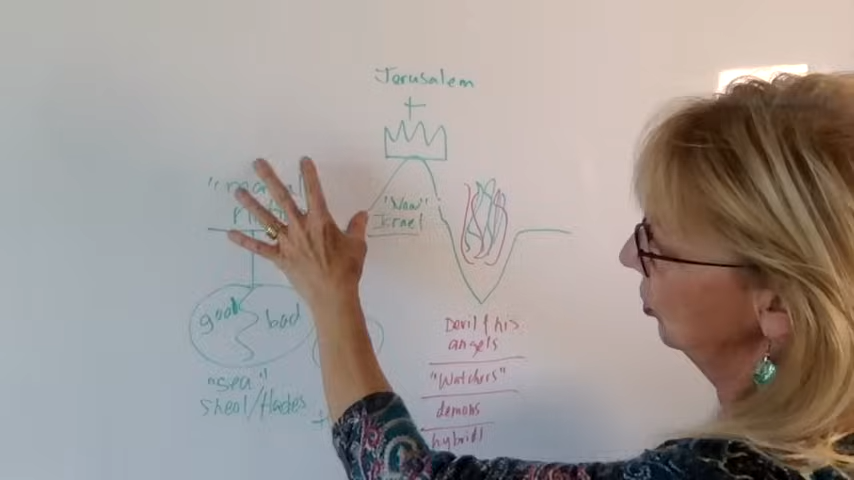 Jerusalem
"New"
Israel
good bad
"sea"
Sheol/Hades
Devil & his
angels
"Watchers"
demons
hybrid